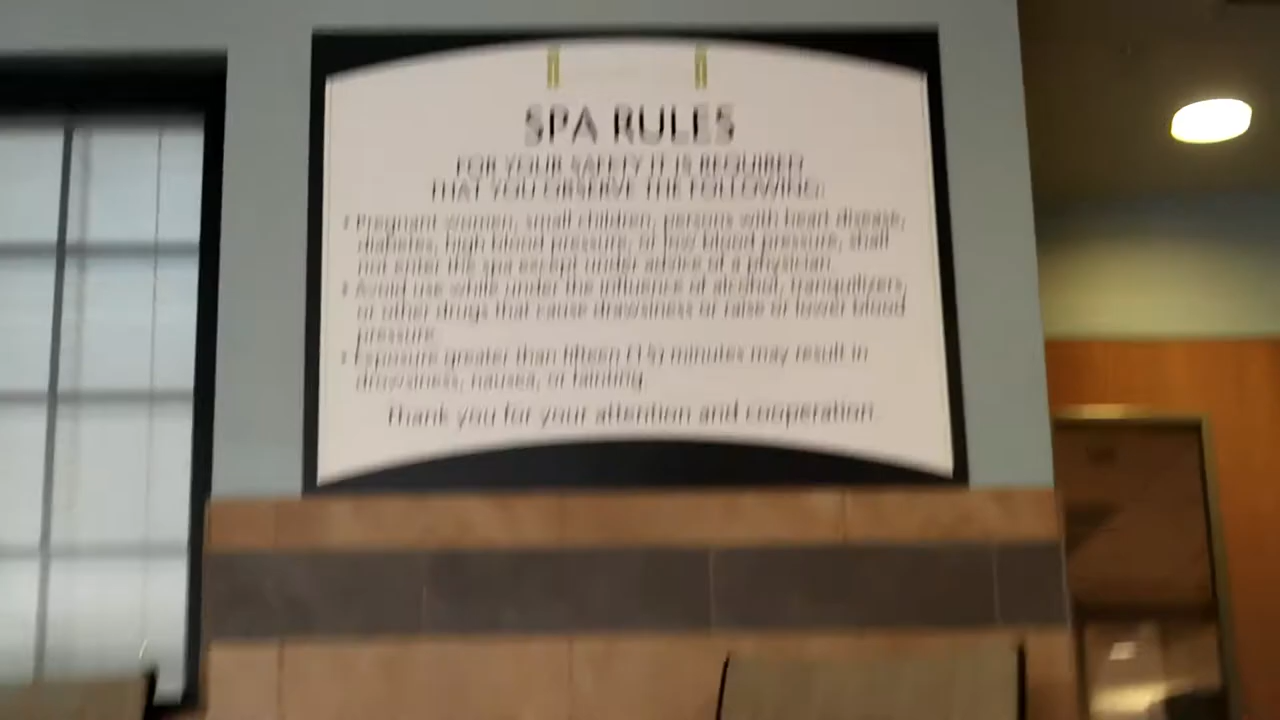 SPA RULES
FOR YOUR SAFETY IT IS REQUIRED
THAT YOU OBSERVE THE FOLLOWING:
• Pregnant women, small children, persons with heart disease,
diabetes, high blood pressure, or low blood pressure, shall
not enter the spa except under advice of a physician.
• Avoid use while under the influence of alcohol, tranquilizers,
or other drugs that cause drowsiness or raise or lower blood
pressure.
• Exposure greater than fifteen (15) minutes may result in
drowsiness, nausea, or fainting.
Thank you for your attention and cooperation.